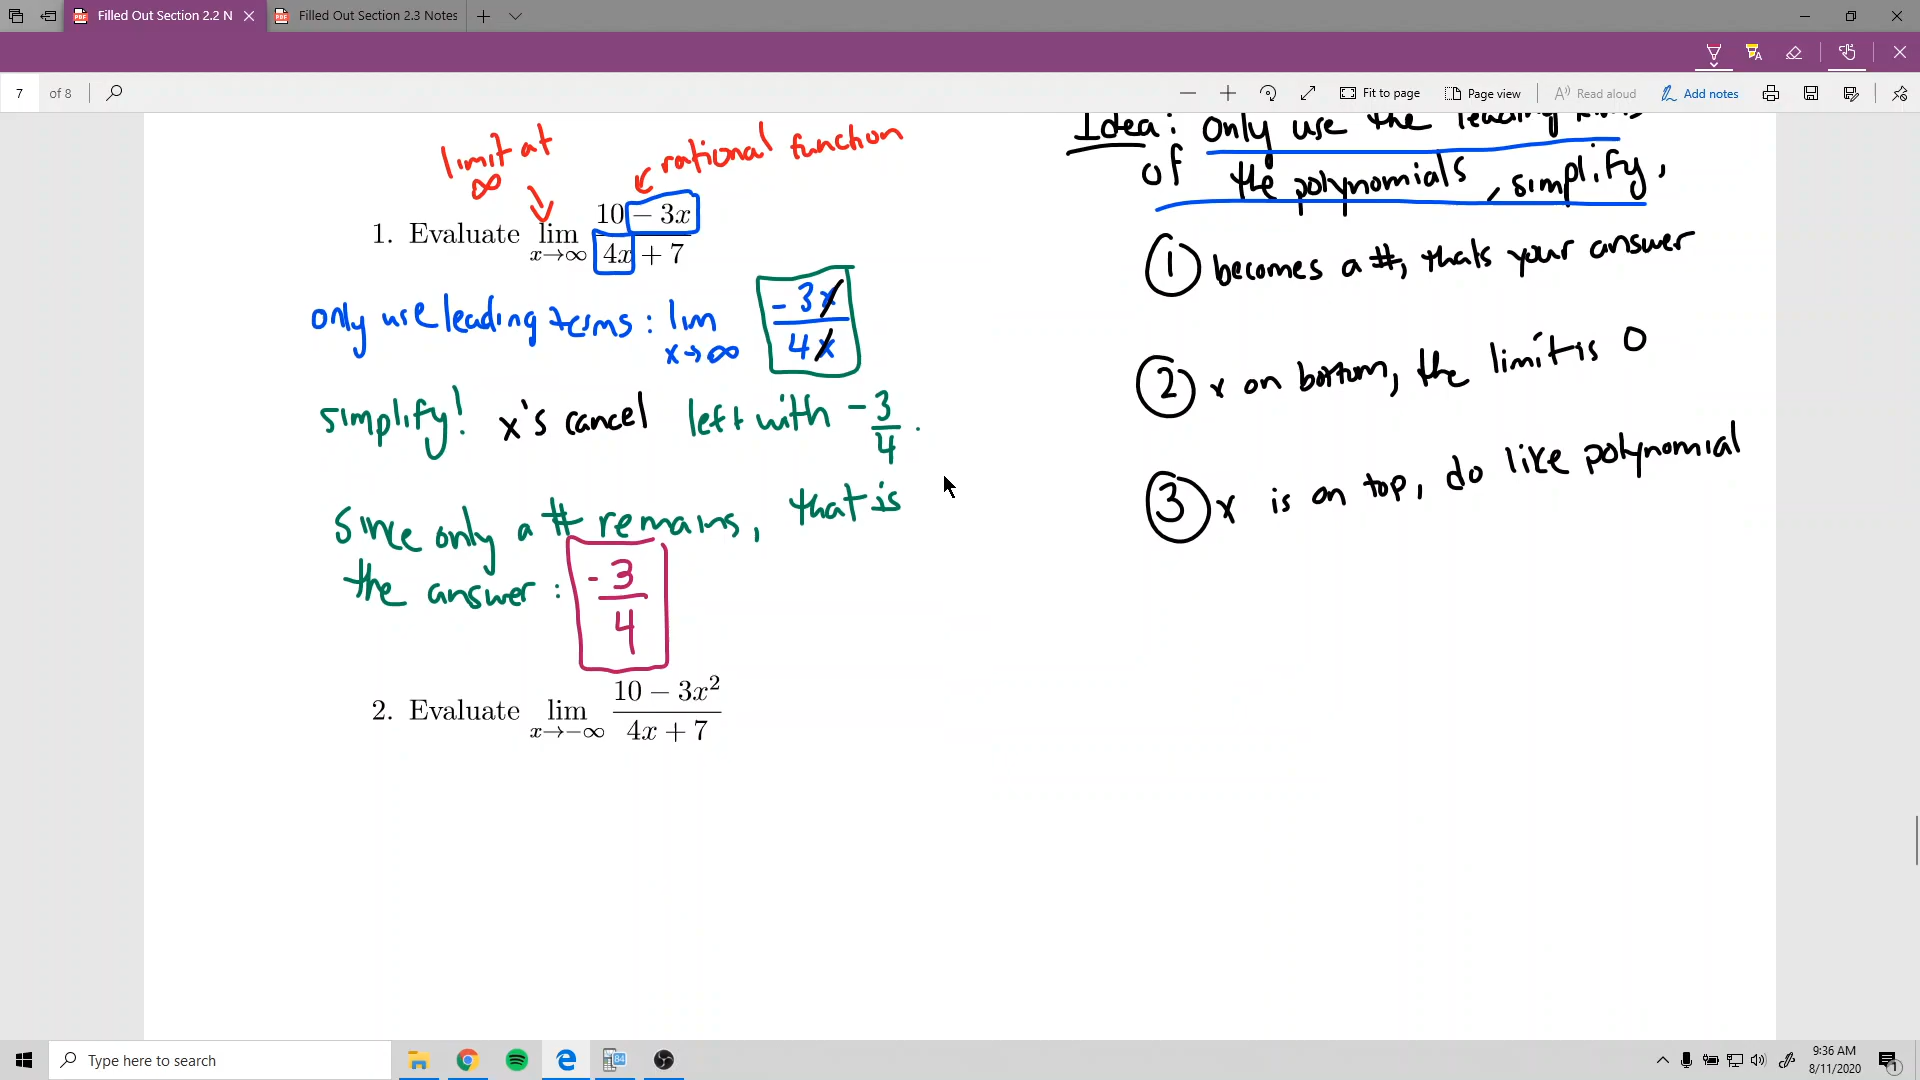 Filled Out Section 2.2 N
Filled Out Section 2.3 Notes
7 of 8
Fit to page
Page view
Read aloud
Add notes
limit at ∞
rational function
1. Evaluate lim x→∞ (10 − 3x)/(4x + 7)
only use leading terms: lim x→∞ -3x/4x
simplify! x's cancel left with -3/4.
Since only a # remains, that is
the answer: -3/4
2. Evaluate lim x→−∞ (10 − 3x²)/(4x + 7)
Idea: only use the leading
of the polynomials, simplify,
1 becomes a #, thats your answer
2 x on bottom, the limit is 0
3 x is on top, do like polynomial
Type here to search
84
9:36 AM
8/11/2020
1